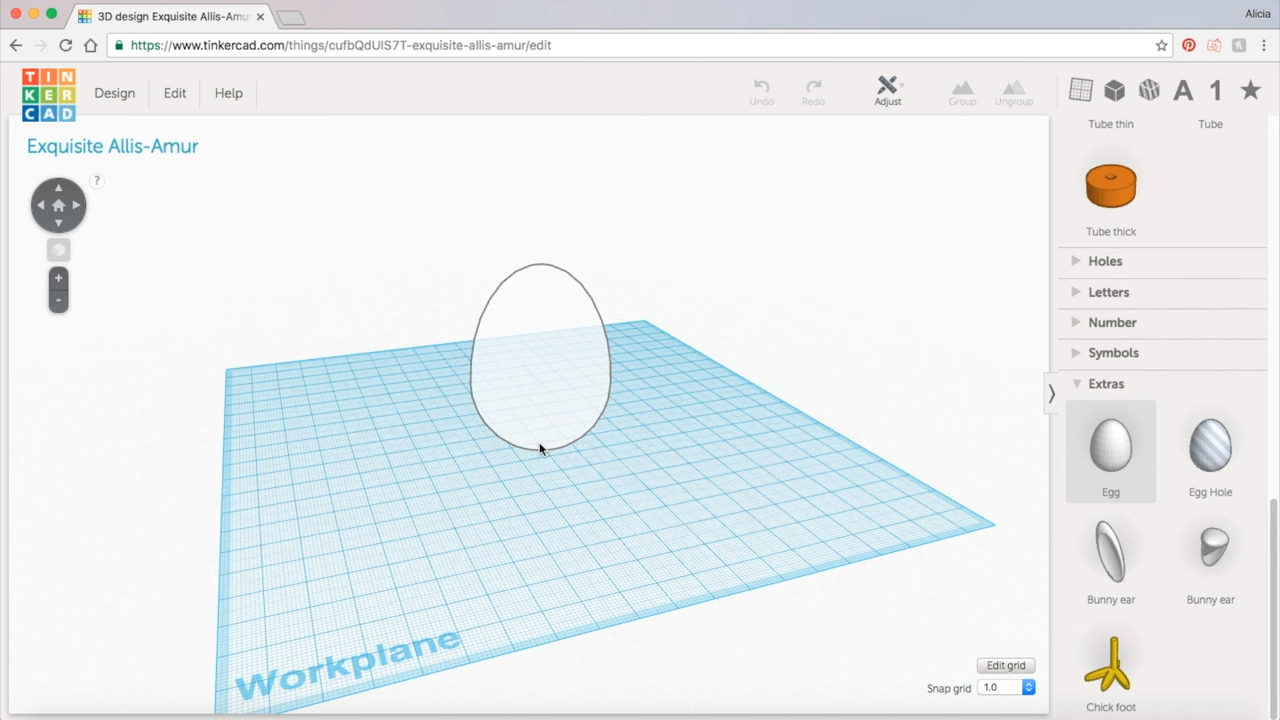 3D design Exquisite Allis-Amu
Alicia
https://www.tinkercad.com/things/cufbQdUIS7T-exquisite-allis-amur/edit
TIN
KER
CAD
Design
Edit
Help
Undo
Redo
Adjust
Group
Ungroup
A
1
Tube thin
Tube
Exquisite Allis-Amur
?
+
-
Tube thick
Holes
Letters
Number
Symbols
Extras
Egg
Egg Hole
Bunny ear
Bunny ear
Chick foot
Workplane
Edit grid
Snap grid
1.0